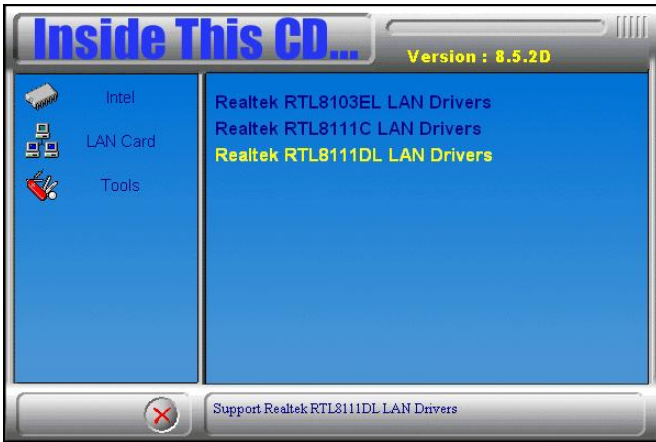 Inside This CD...
Version : 8.5.2D
Intel
LAN Card
Tools
Realtek RTL8103EL LAN Drivers
Realtek RTL8111C LAN Drivers
Realtek RTL8111DL LAN Drivers
Support Realtek RTL8111DL LAN Drivers